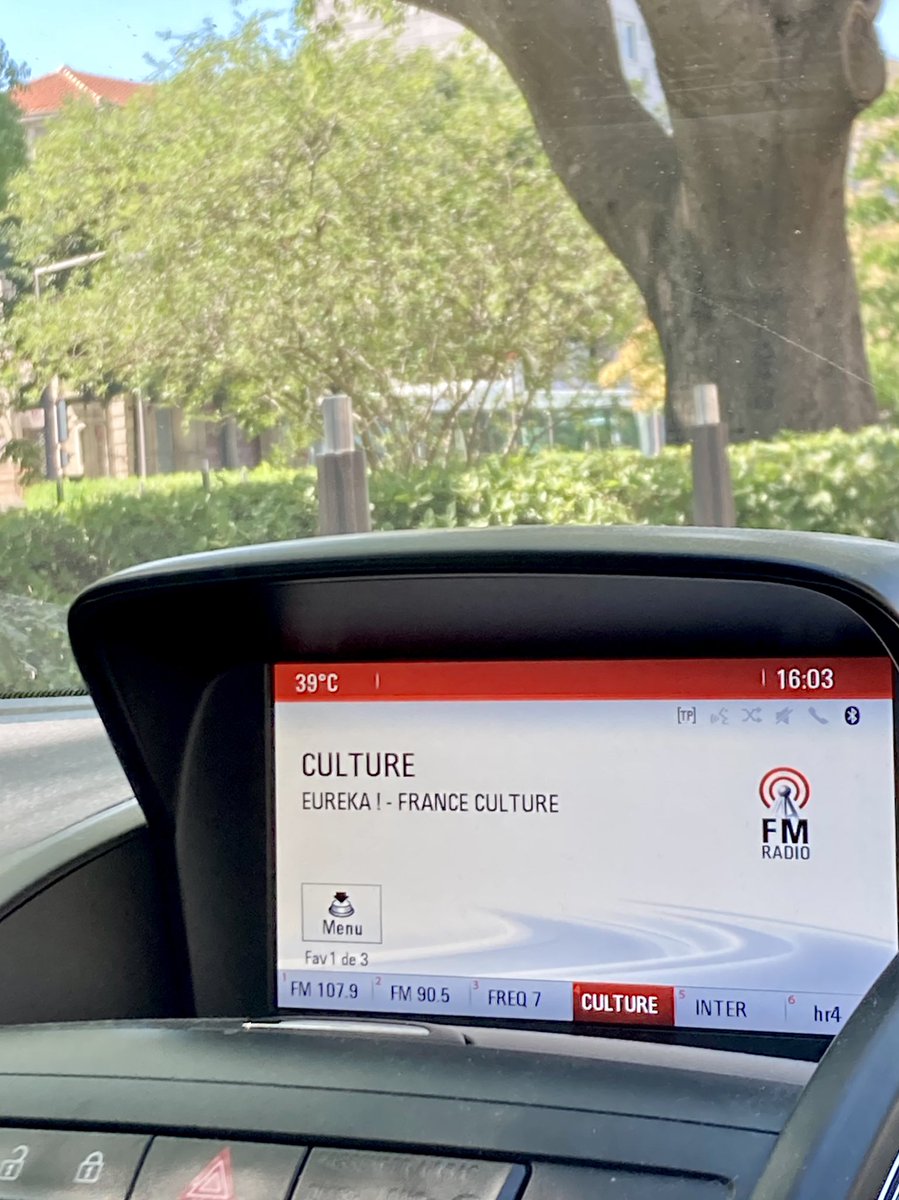 39°C
16:03
[TP]
CULTURE
EUREKA ! - FRANCE CULTURE
FM
RADIO
Menu
Fav 1 de 3
1 FM 107.9 2 FM 90.5 3 FREQ 7 4 CULTURE 5 INTER 6 hr4